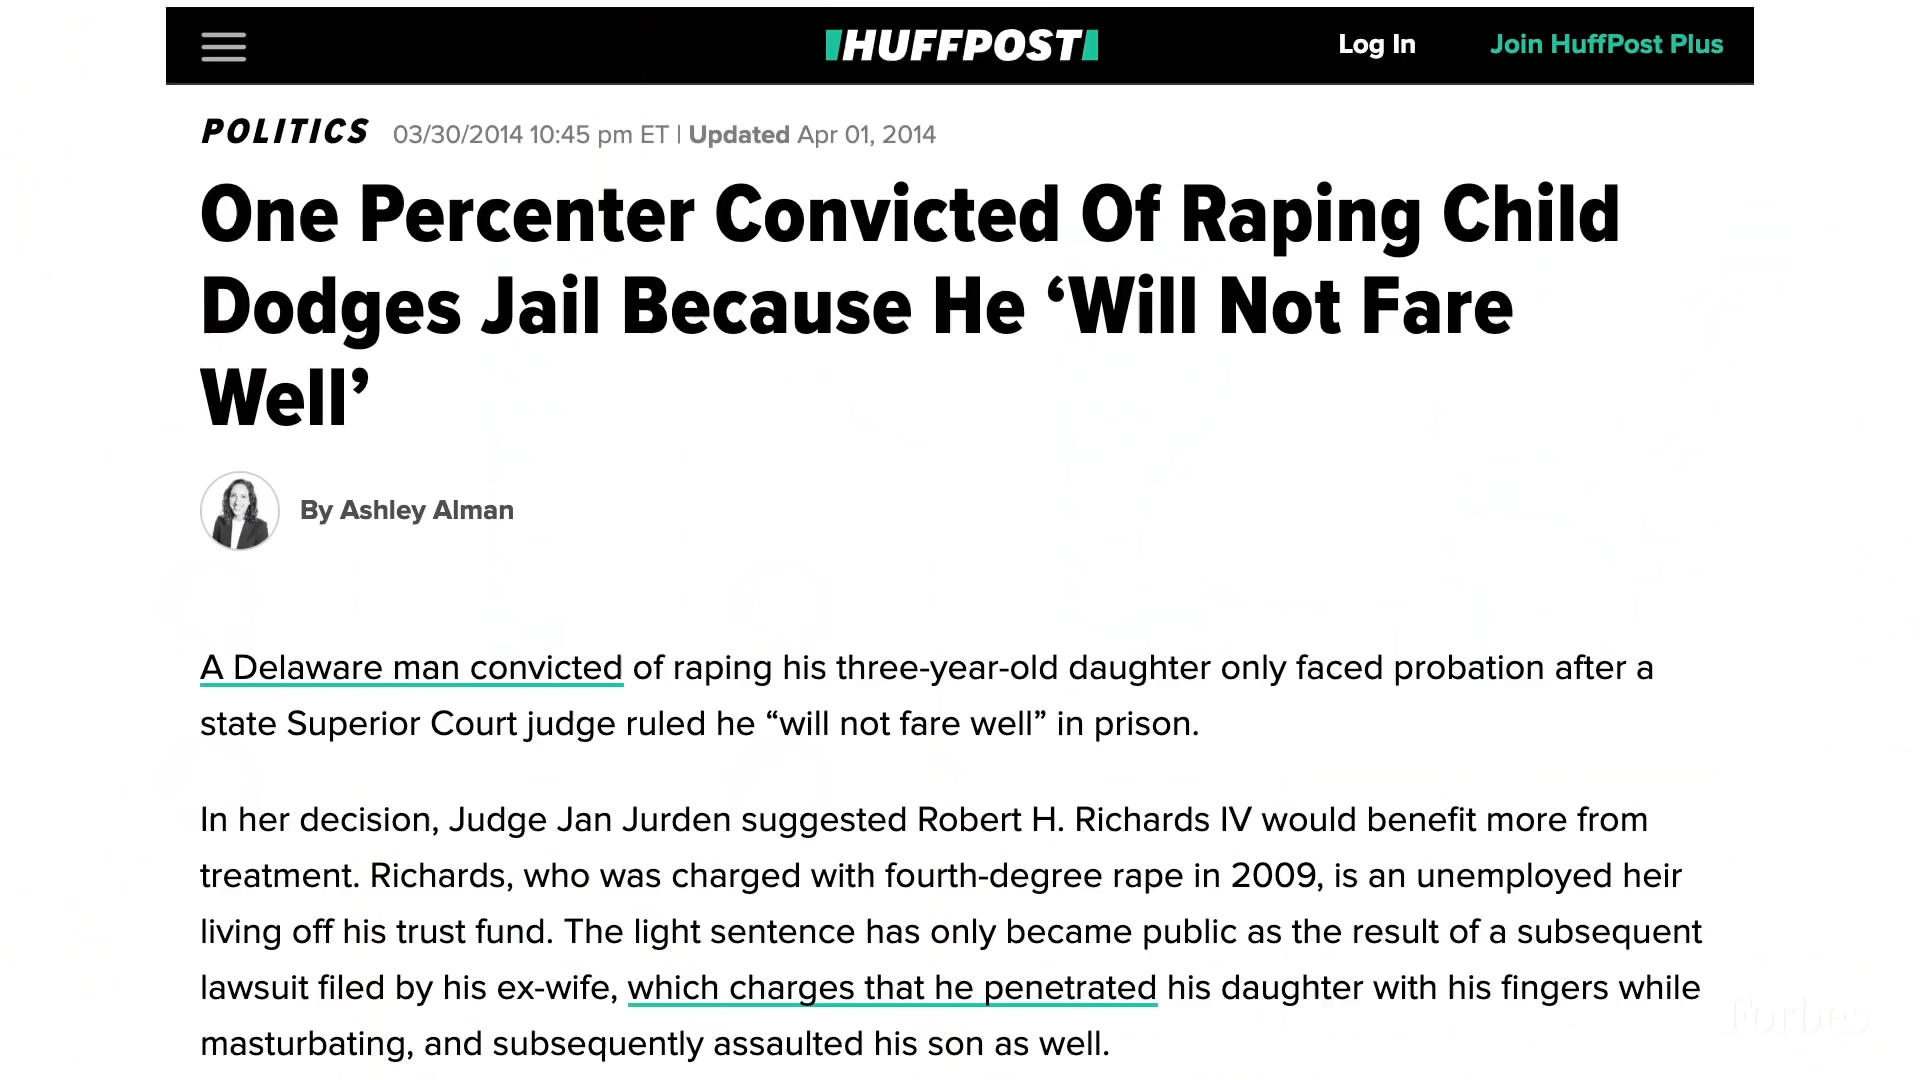 HUFFPOST
Log In
Join HuffPost Plus
POLITICS 03/30/2014 10:45 pm ET | Updated Apr 01, 2014
One Percenter Convicted Of Raping Child
Dodges Jail Because He ‘Will Not Fare
Well’
By Ashley Alman
A Delaware man convicted of raping his three-year-old daughter only faced probation after a
state Superior Court judge ruled he “will not fare well” in prison.
In her decision, Judge Jan Jurden suggested Robert H. Richards IV would benefit more from
treatment. Richards, who was charged with fourth-degree rape in 2009, is an unemployed heir
living off his trust fund. The light sentence has only became public as the result of a subsequent
lawsuit filed by his ex-wife, which charges that he penetrated his daughter with his fingers while
masturbating, and subsequently assaulted his son as well.
Forbes